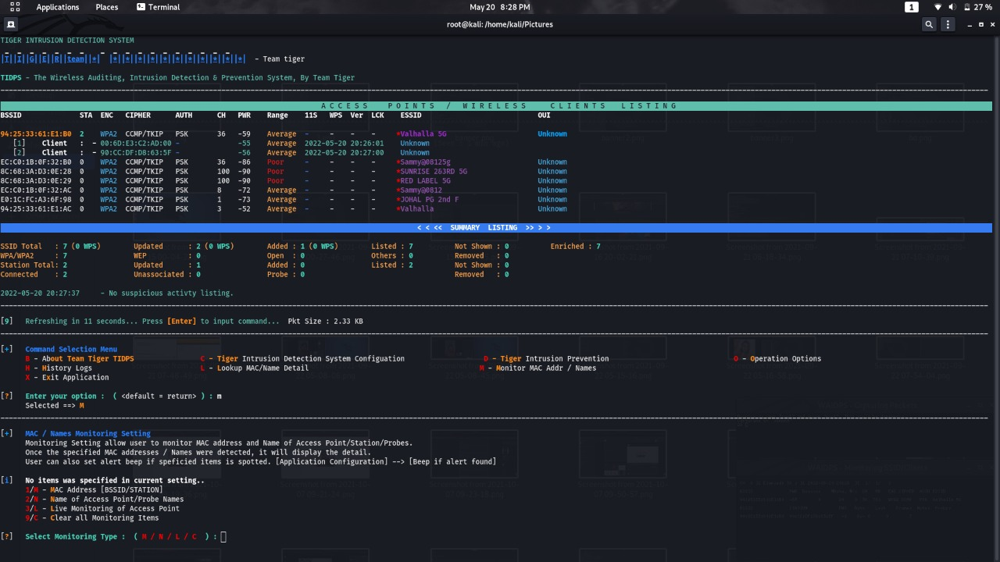 Applications Places Terminal May 20 8:28 PM 1 27 %
root@kali: /home/kali/Pictures
TIGER INTRUSION DETECTION SYSTEM
|T||I||G||E||R||team||*| |*||*||*||*||*||*||*||*||*||*||*| - Team tiger
TIDPS - The Wireless Auditing, Intrusion Detection & Prevention System, By Team Tiger
A C C E S S P O I N T S / W I R E L E S S C L I E N T S L I S T I N G
BSSID STA ENC CIPHER AUTH CH PWR Range 11S WPS Ver LCK ESSID OUI
94:25:33:61:E1:B0 2 WPA2 CCMP/TKIP PSK 36 -59 Average - - - - *Valhalla 5G Unknown
[1] Client : - 00:6D:E3:C2:AD:00 - -55 Average 2022-05-20 20:26:01 Unknown
[2] Client : - 90:CC:DF:D8:63:5F - -56 Average 2022-05-20 20:27:00 Unknown
EC:C0:1B:0F:32:B0 0 WPA2 CCMP/TKIP PSK 36 -86 Poor - - - - *Sammy@08125g Unknown
8C:68:3A:D3:0E:28 0 WPA2 CCMP/TKIP PSK 100 -90 Poor - - - - *SUNRISE 263RD 5G Unknown
8C:68:3A:D3:0E:29 0 WPA2 CCMP/TKIP PSK 100 -90 Poor - - - - *RED LABEL 5G Unknown
EC:C0:1B:0F:32:AC 0 WPA2 CCMP/TKIP PSK 8 -72 Average - - - - *Sammy@0812 Unknown
E0:1C:FC:A3:6F:98 0 WPA2 CCMP/TKIP PSK 1 -73 Average - - - - *JOHAL PG 2nd F Unknown
94:25:33:61:E1:AC 0 WPA2 CCMP/TKIP PSK 3 -52 Average - - - - *Valhalla Unknown
< < << SUMMARY LISTING >> > >
SSID Total : 7 (0 WPS) Updated : 2 (0 WPS) Added : 1 (0 WPS) Listed : 7 Not Shown : 0 Enriched : 7
WPA/WPA2 : 7 WEP : 0 Open : 0 Others : 0 Removed : 0
Station Total: 2 Updated : 1 Added : 0 Listed : 2 Not Shown : 0
Connected : 2 Unassociated : 0 Probe : 0 Removed : 0
2022-05-20 20:27:37 - No suspicious activty listing.
[9] Refreshing in 11 seconds... Press [Enter] to input command... Pkt Size : 2.33 KB
[+] Command Selection Menu
B - About Team Tiger TIDPS C - Tiger Intrusion Detection System Configuation D - Tiger Intrusion Prevention O - Operation Options
H - History Logs L - Lookup MAC/Name Detail M - Monitor MAC Addr / Names
X - Exit Application
[?] Enter your option : ( <default = return> ) : m
Selected ==> M
[+] MAC / Names Monitoring Setting
Monitoring Setting allow user to monitor MAC address and Name of Access Point/Station/Probes.
Once the specified MAC addresses / Names were detected, it will display the detail.
User can also set alert beep if speficied items is spotted. [Application Configuration] --> [Beep if alert found]
[i] No items was specified in current setting..
1/M - MAC Address [BSSID/STATION]
2/N - Name of Access Point/Probe Names
3/L - Live Monitoring of Access Point
9/C - Clear all Monitoring Items
[?] Select Monitoring Type : ( M / N / L / C ) :